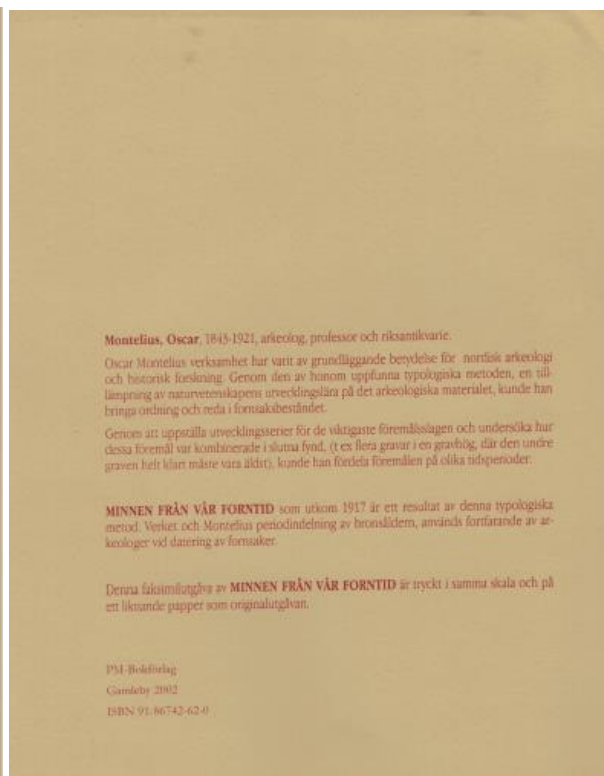 Montelius, Oscar, 1843-1921, arkeolog, professor och riksantikvarie.
Oscar Montelius verksamhet har varit av grundläggande betydelse för nordisk arkeologi
och historisk forskning. Genom den av honom uppfunna typologiska metoden, en till-
lämpning av naturvetenskapens utvecklingslära på det arkeologiska materialet, kunde han
bringa ordning och reda i fornsaksbeståndet.
Genom att uppställa utvecklingsserier för de viktigaste föremålsslagen och undersöka hur
dessa föremål var kombinerade i slutna fynd, (t ex flera gravar i en gravhög, där den undre
graven helt klart måste vara äldst), kunde han fördela föremålen på olika tidsperioder.
MINNEN FRÅN VÅR FORNTID som utkom 1917 är ett resultat av denna typologiska
metod. Verket och Montelius periodindelning av bronsåldern, används fortfarande av ar-
keologer vid datering av fornsaker.
Denna faksimilutgåva av MINNEN FRÅN VÅR FORNTID är tryckt i samma skala och på
ett liknande papper som originalutgåvan.
PM-Bokförlag
Gamleby 2002
ISBN 91-86742-62-0